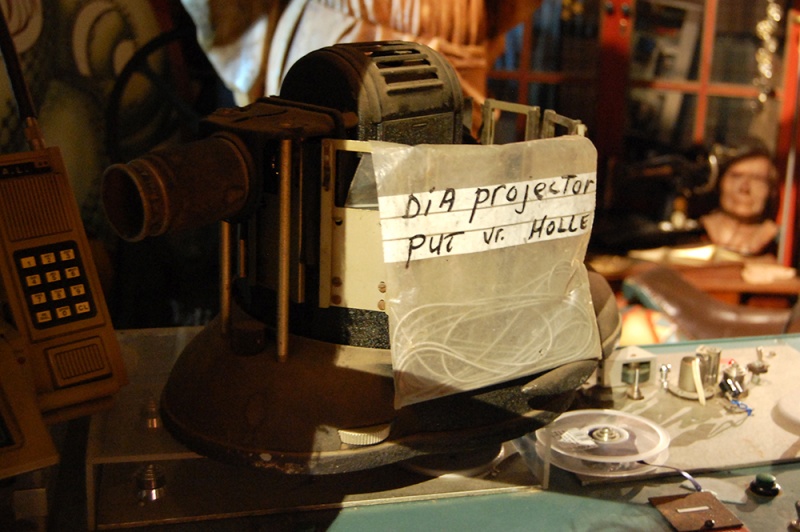 DiA projector
PUT vr. HOLLE